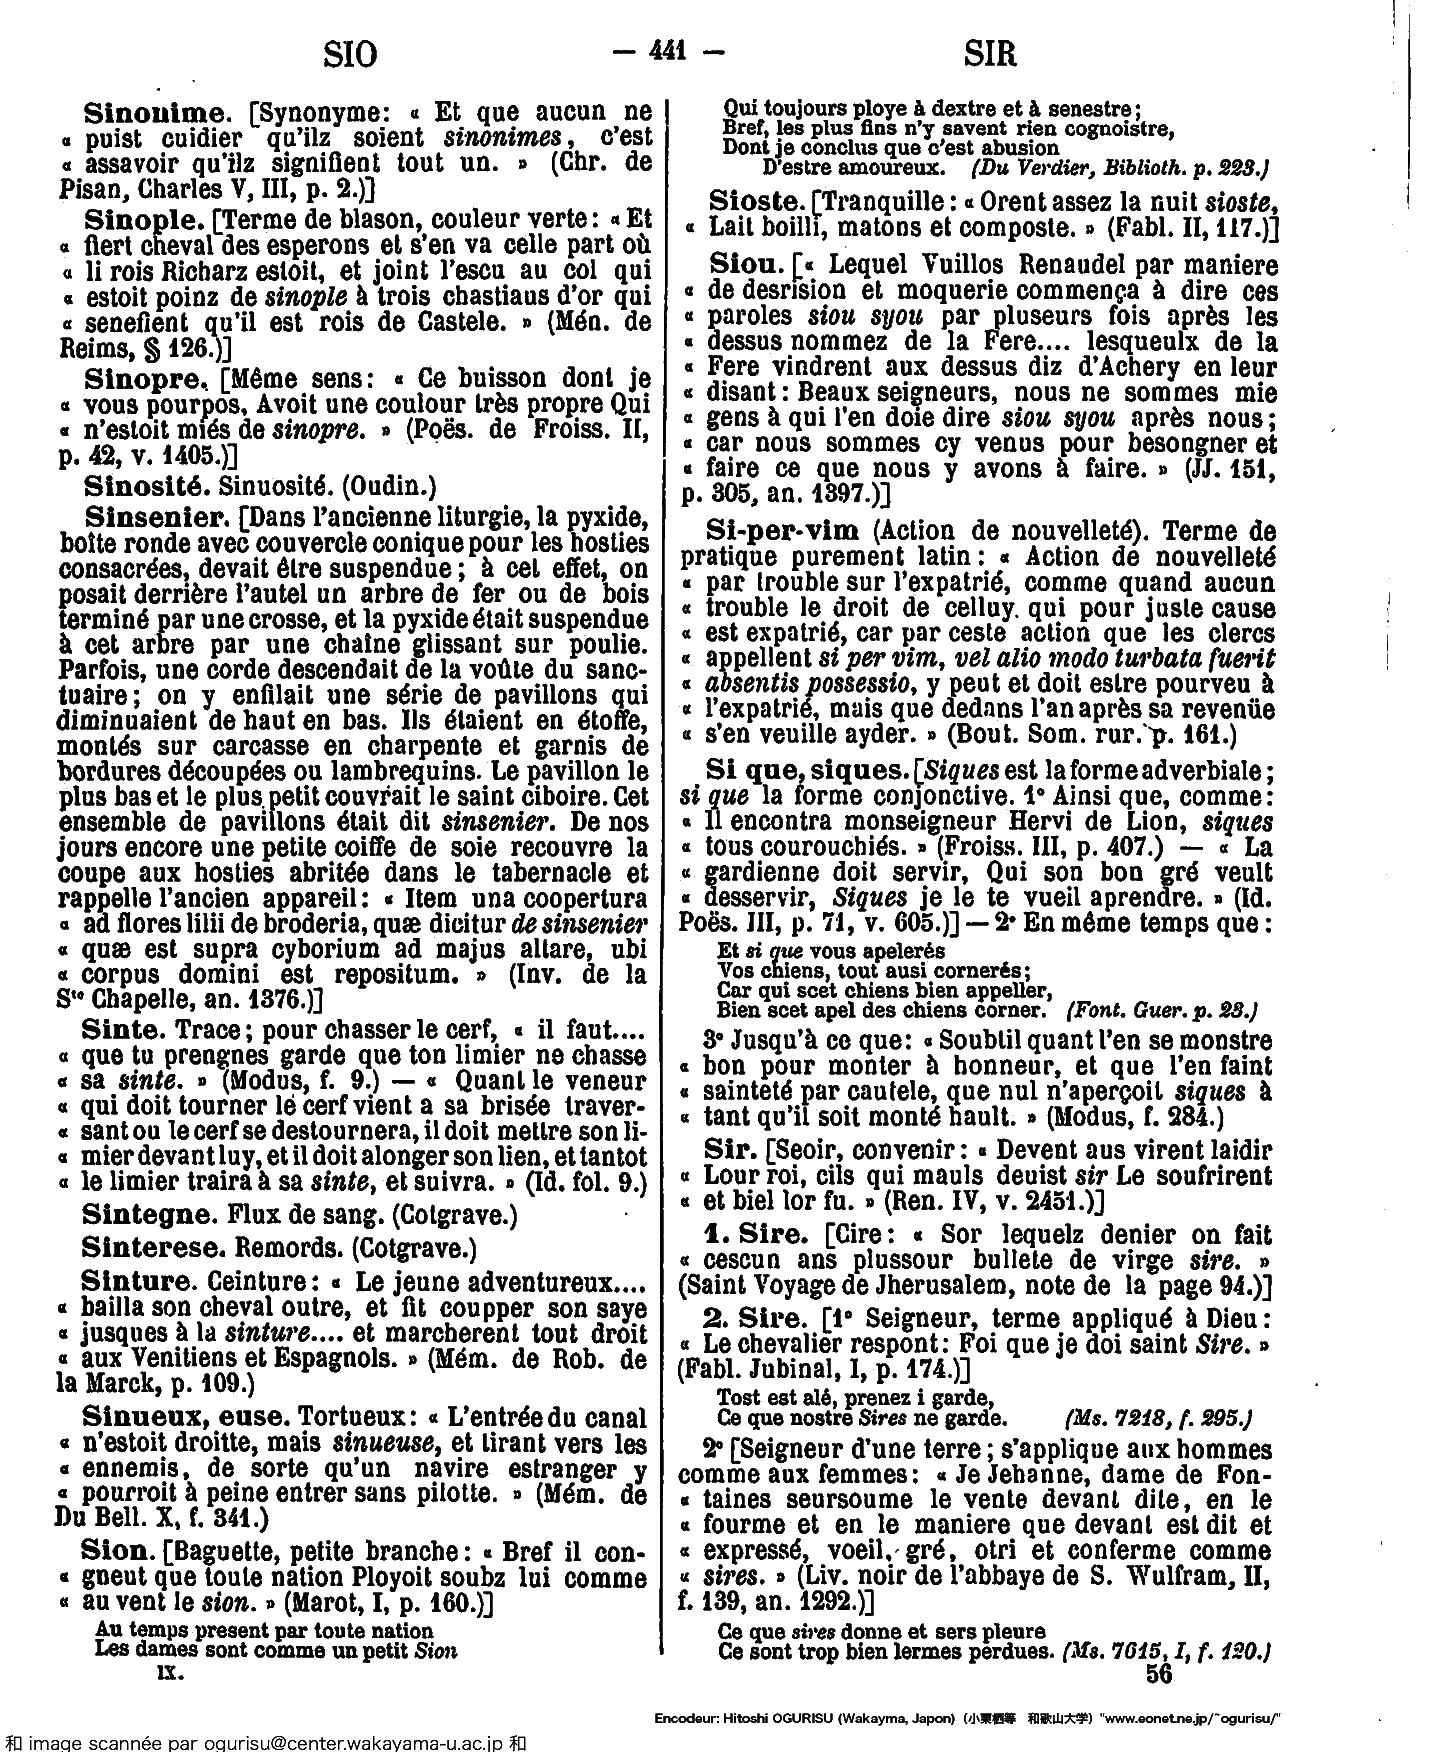 SIO
— 441 —
SIR
Sinonime. [Synonyme : « Et que aucun ne
« puist cuidier qu'ilz soient sinonimes, c'est
« assavoir qu'ilz signifient tout un. » (Chr. de
Pisan, Charles V, III, p. 2.)]
Sinople. [Terme de blason, couleur verte : « Et
« fiert cheval des esperons et s'en va celle part où
« li rois Richarz estoit, et joint l'escu au col qui
« estoit poinz de sinople à trois chastiaus d'or qui
« senefient qu'il est rois de Castele. » (Mén. de
Reims, § 126.)]
Sinopre. [Même sens : « Ce buisson dont je
« vous pourpos, Avoit une coulour très propre Qui
« n'estoit miés de sinopre. » (Poës. de Froiss. II,
p. 42, v. 1405.)]
Sinosité. Sinuosité. (Oudin.)
Sinsenier. [Dans l'ancienne liturgie, la pyxide,
boîte ronde avec couvercle conique pour les hosties
consacrées, devait être suspendue ; à cet effet, on
posait derrière l'autel un arbre de fer ou de bois
terminé par une crosse, et la pyxide était suspendue
à cet arbre par une chaîne glissant sur poulie.
Parfois, une corde descendait de la voûte du sanc-
tuaire ; on y enfilait une série de pavillons qui
diminuaient de haut en bas. Ils étaient en étoffe,
montés sur carcasse en charpente et garnis de
bordures découpées ou lambrequins. Le pavillon le
plus bas et le plus petit couvrait le saint ciboire. Cet
ensemble de pavillons était dit sinsenier. De nos
jours encore une petite coiffe de soie recouvre la
coupe aux hosties abritée dans le tabernacle et
rappelle l'ancien appareil : « Item una coopertura
« ad flores lilii de broderia, quæ dicitur de sinsenier
« quæ est supra cyborium ad majus altare, ubi
« corpus domini est repositum. » (Inv. de la
Ste Chapelle, an. 1376.)]
Sinte. Trace ; pour chasser le cerf, « il faut....
« que tu prengnes garde que ton limier ne chasse
« sa sinte. » (Modus, f. 9.) — « Quant le veneur
« qui doit tourner le cerf vient a sa brisée traver-
« sant ou le cerf se destournera, il doit mettre son li-
« mier devant luy, et il doit alonger son lien, et tantot
« le limier traira à sa sinte, et suivra. » (Id. fol. 9.)
Sintegne. Flux de sang. (Cotgrave.)
Sinterese. Remords. (Cotgrave.)
Sinture. Ceinture : « Le jeune adventureux....
« bailla son cheval outre, et fit coupper son saye
« jusques à la sinture.... et marcherent tout droit
« aux Venitiens et Espagnols. » (Mém. de Rob. de
la Marck, p. 109.)
Sinueux, euse. Tortueux : « L'entrée du canal
« n'estoit droitte, mais sinueuse, et tirant vers les
« ennemis, de sorte qu'un navire estranger y
« pourroit à peine entrer sans pilotte. » (Mém. de
Du Bell. X, f. 341.)
Sion. [Baguette, petite branche : « Bref il con-
« gneut que toute nation Ployoit soubz lui comme
« au vent le sion. » (Marot, I, p. 160.)]
Au temps present par toute nation
Les dames sont comme un petit Sion
IX.
Qui toujours ploye à dextre et à senestre ;
Bref, les plus fins n'y savent rien cognoistre,
Dont je conclus que c'est abusion
D'estre amoureux. (Du Verdier, Biblioth. p. 223.)
Sioste. [Tranquille : « Orent assez la nuit sioste,
« Lait boilli, matons et composte. » (Fabl. II, 117.)]
Siou. [« Lequel Vuillos Renaudel par maniere
« de desrision et moquerie commença à dire ces
« paroles siou syou par pluseurs fois après les
« dessus nommez de la Fere.... lesqueulx de la
« Fere vindrent aux dessus diz d'Achery en leur
« disant : Beaux seigneurs, nous ne sommes mie
« gens à qui l'en doie dire siou syou après nous ;
« car nous sommes cy venus pour besongner et
« faire ce que nous y avons à faire. » (JJ. 151,
p. 305, an. 1397.)]
Si-per-vim (Action de nouvelleté). Terme de
pratique purement latin : « Action de nouvelleté
« par trouble sur l'expatrié, comme quand aucun
« trouble le droit de celluy. qui pour juste cause
« est expatrié, car par ceste action que les clercs
« appellent si per vim, vel alio modo turbata fuerit
« absentis possessio, y peut et doit estre pourveu à
« l'expatrié, mais que dedans l'an après sa revenüe
« s'en veuille ayder. » (Bout. Som. rur. p. 161.)
Si que, siques. [Siques est la forme adverbiale ;
si que la forme conjonctive. 1° Ainsi que, comme :
« Il encontra monseigneur Hervi de Lion, siques
« tous courouchiés. » (Froiss. III, p. 407.) — « La
« gardienne doit servir, Qui son bon gré veult
« desservir, Siques je le te vueil aprendre. » (Id.
Poës. III, p. 71, v. 605.)] — 2° En même temps que :
Et si que vous apelerés
Vos chiens, tout ausi cornerés ;
Car qui scet chiens bien appeller,
Bien scet apel des chiens corner. (Font. Guer. p. 23.)
3° Jusqu'à ce que : « Soubtil quant l'en se monstre
« bon pour monter à honneur, et que l'en faint
« sainteté par cautele, que nul n'aperçoit siques à
« tant qu'il soit monté hault. » (Modus, f. 284.)
Sir. [Seoir, convenir : « Devent aus virent laidir
« Lour roi, cils qui mauls deuist sir Le soufrirent
« et biel lor fu. » (Ren. IV, v. 2451.)]
1. Sire. [Cire : « Sor lequelz denier on fait
« cescun ans plussour bullete de virge sire. »
(Saint Voyage de Jherusalem, note de la page 94.)]
2. Sire. [1° Seigneur, terme appliqué à Dieu :
« Le chevalier respont : Foi que je doi saint Sire. »
(Fabl. Jubinal, I, p. 174.)]
Tost est alé, prenez i garde,
Ce que nostre Sires ne garde. (Ms. 7218, f. 295.)
2° [Seigneur d'une terre ; s'applique aux hommes
comme aux femmes : « Je Jehanne, dame de Fon-
« taines seursoume le vente devant dite, en le
« fourme et en le maniere que devant est dit et
« expressé, voeil, gré, otri et conferme comme
« sires. » (Liv. noir de l'abbaye de S. Wulfram, II,
f. 139, an. 1292.)]
Ce que sires donne et sers pleure
Ce sont trop bien lermes perdues. (Ms. 7615, I, f. 120.)
56
Encodeur: Hitoshi OGURISU (Wakayma, Japon) (小栗栖等 和歌山大学) "www.eonet.ne.jp/~ogurisu/"
和 image scannée par ogurisu@center.wakayama-u.ac.jp 和